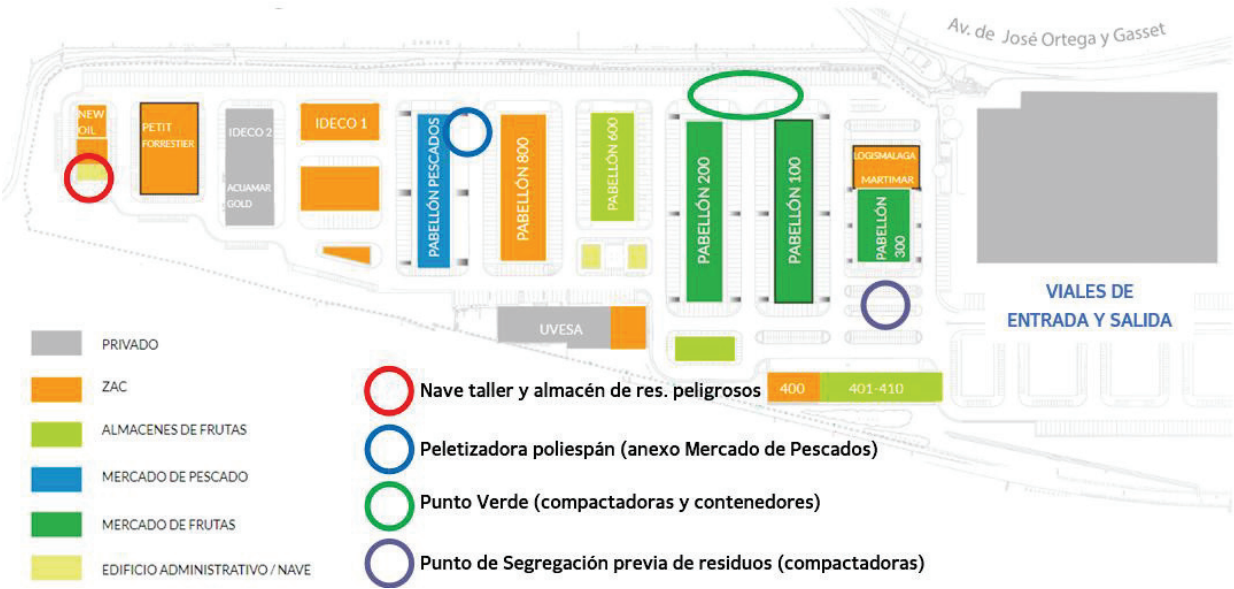 Av. de José Ortega y Gasset
CAMINO
NEW
OIL
PETIT
FORRESTIER
IDECO 2
ACUAMAR
GOLD
IDECO 1
PABELLÓN PESCADOS
PABELLÓN 800
PABELLÓN 600
PABELLÓN 200
PABELLÓN 100
LOGISMALAGA
MARTIMAR
PABELLÓN
300
VIALES DE
ENTRADA Y SALIDA
UVESA
400
401-410
PRIVADO
ZAC
ALMACENES DE FRUTAS
MERCADO DE PESCADO
MERCADO DE FRUTAS
EDIFICIO ADMINISTRATIVO / NAVE
Nave taller y almacén de res. peligrosos
Peletizadora poliespán (anexo Mercado de Pescados)
Punto Verde (compactadoras y contenedores)
Punto de Segregación previa de residuos (compactadoras)